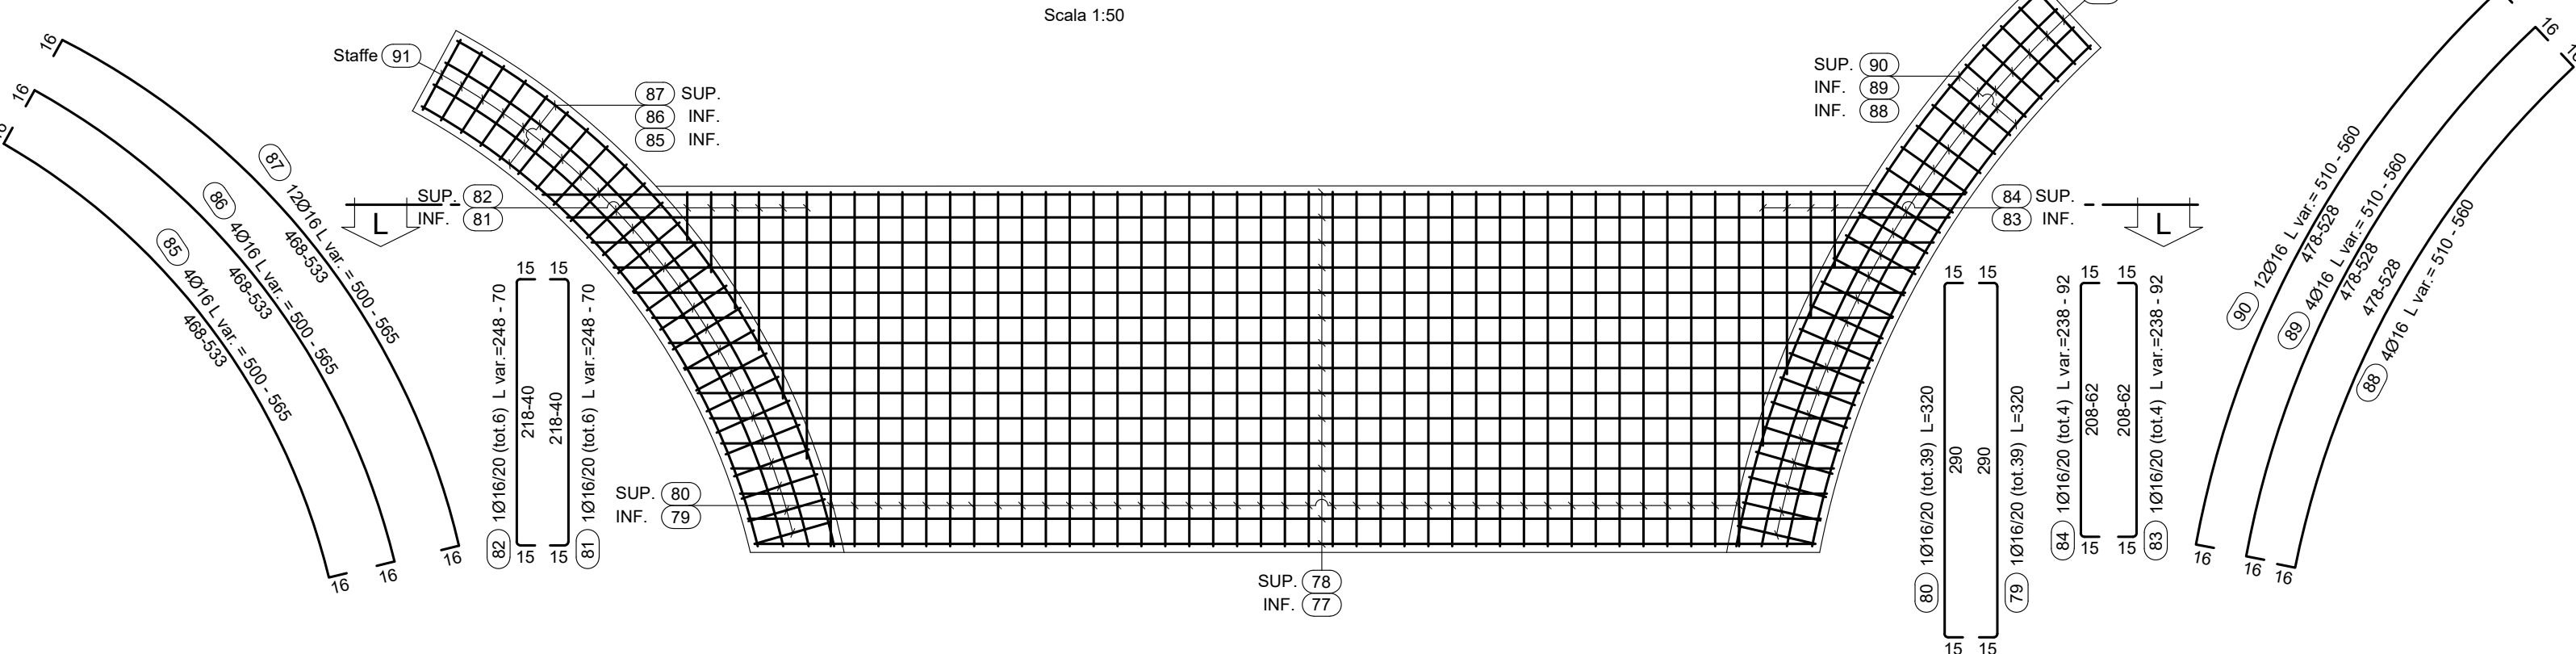 Scala 1:50
16
16
85 4Ø16 L var. = 500 - 565
468-533
16
86 4Ø16 L var. = 500 - 565
468-533
16
16
87 12Ø16 L var. = 500 - 565
468-533
16
Staffe 91
87 SUP.
86 INF.
85 INF.
SUP. 82
INF. 81
L
15 15
82 1Ø16/20 (tot.6) L var.=248 - 70
218-40
218-40
81 1Ø16/20 (tot.6) L var.=248 - 70
15 15
SUP. 80
INF. 79
SUP. 78
INF. 77
SUP. 90
INF. 89
INF. 88
84 SUP.
83 INF.
L
15 15
80 1Ø16/20 (tot.39) L=320
290
290
79 1Ø16/20 (tot.39) L=320
15 15
15 15
84 1Ø16/20 (tot.4) L var.=238 - 92
208-62
208-62
83 1Ø16/20 (tot.4) L var.=238 - 92
15 15
90 12Ø16 L var.= 510 - 560
478-528
16
16
89 4Ø16 L var.= 510 - 560
478-528
16
478-528
88 4Ø16 L var.= 510 - 560
16